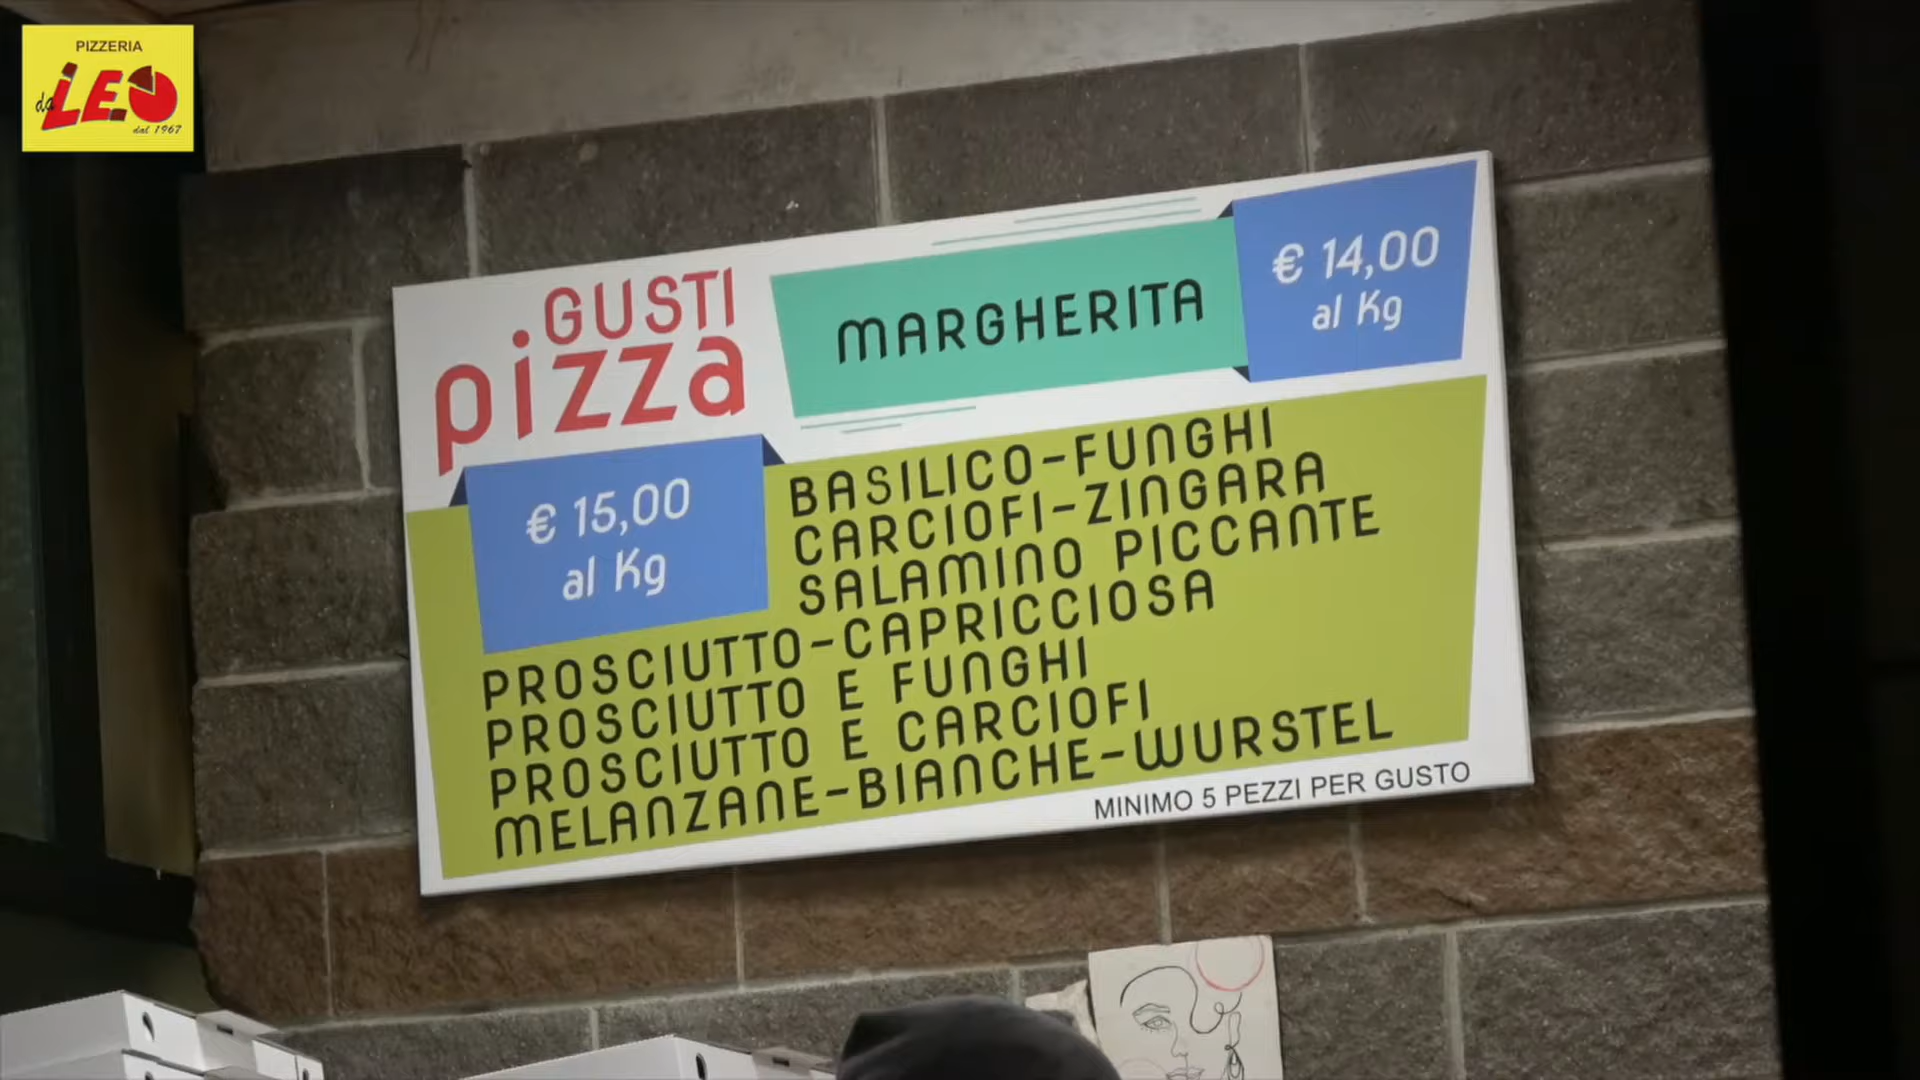 PIZZERIA
da LEO
dal 1967
GUSTI
pizza
MARGHERITA
€ 14,00
al Kg
€ 15,00
al Kg
BASILICO-FUNGHI
CARCIOFI-ZINGARA
SALAMINO PICCANTE
PROSCIUTTO-CAPRICCIOSA
PROSCIUTTO E FUNGHI
PROSCIUTTO E CARCIOFI
MELANZANE-BIANCHE-WURSTEL
MINIMO 5 PEZZI PER GUSTO